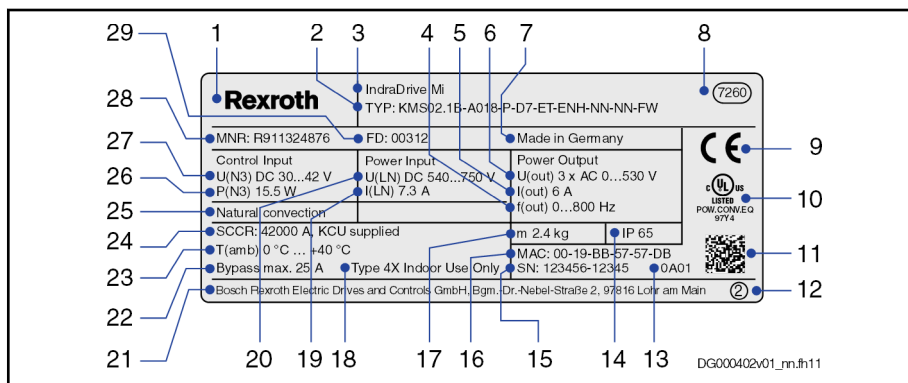 29 1 2 3 4 5 6 7 8
Rexroth
IndraDrive Mi
TYP: KMS02.1B-A018-P-D7-ET-ENH-NN-NN-FW
7260
28
MNR: R911324876
FD: 00312
Made in Germany
27
26
25
24
23
22
21
Control Input
U(N3) DC 30...42 V
P(N3) 15.5 W
Power Input
U(LN) DC 540...750 V
I(LN) 7.3 A
Power Output
U(out) 3 x AC 0...530 V
I(out) 6 A
f(out) 0...800 Hz
CE
9
C UL US
LISTED
POW.CONV.EQ
97Y4
10
Natural convection
SCCR: 42000 A, KCU supplied
m 2.4 kg
IP 65
T(amb) 0 °C ... +40 °C
MAC: 00-19-BB-57-57-DB
11
Bypass max. 25 A
Type 4X Indoor Use Only
SN: 123456-12345
0A01
Bosch Rexroth Electric Drives and Controls GmbH, Bgm.-Dr.-Nebel-Straße 2, 97816 Lohr am Main
2
12
20 19 18 17 16 15 14 13
DG000402v01_nn.fh11